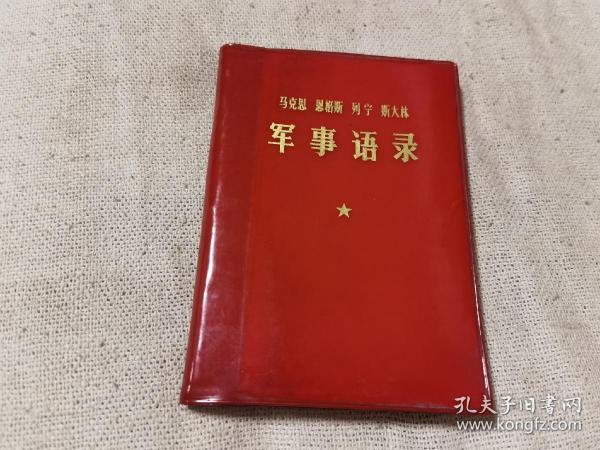 马克思 恩格斯 列宁 斯大林
军事语录
孔夫子旧書网
www.kongfz.com